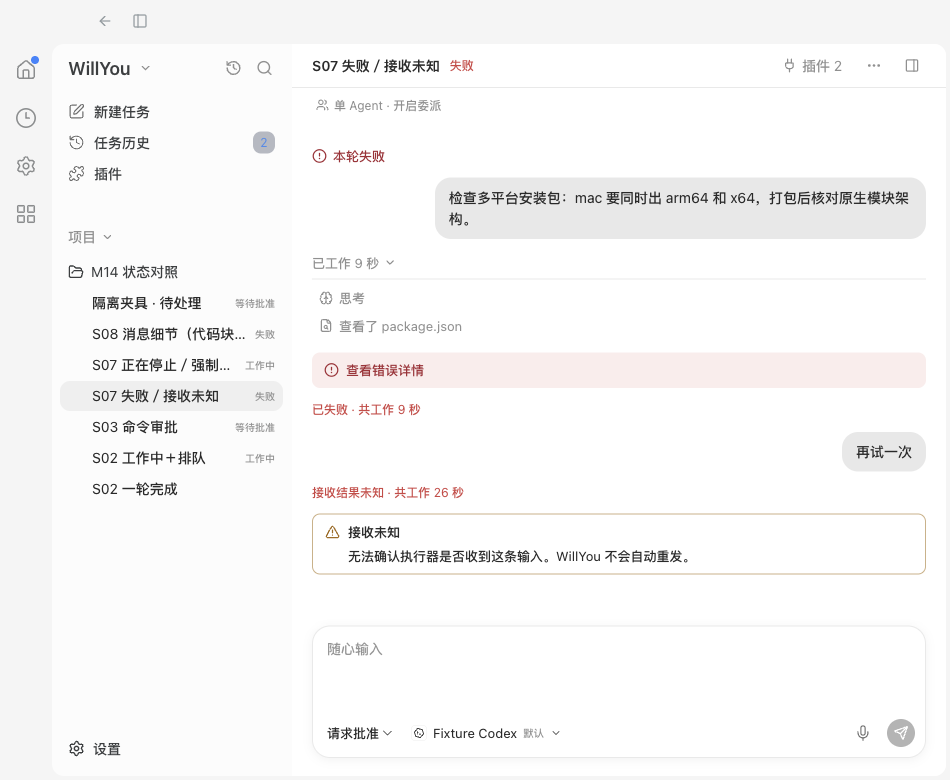 WillYou
新建任务
任务历史
2
插件
项目
M14 状态对照
隔离夹具 · 待处理 等待批准
S08 消息细节（代码块... 失败
S07 正在停止 / 强制... 工作中
S07 失败 / 接收未知 失败
S03 命令审批 等待批准
S02 工作中＋排队 工作中
S02 一轮完成
设置
S07 失败 / 接收未知 失败
插件 2
单 Agent · 开启委派
本轮失败
检查多平台安装包：mac 要同时出 arm64 和 x64，打包后核对原生模块架
构。
已工作 9 秒
思考
查看了 package.json
查看错误详情
已失败 · 共工作 9 秒
再试一次
接收结果未知 · 共工作 26 秒
接收未知
无法确认执行器是否收到这条输入。WillYou 不会自动重发。
随心输入
请求批准
Fixture Codex 默认